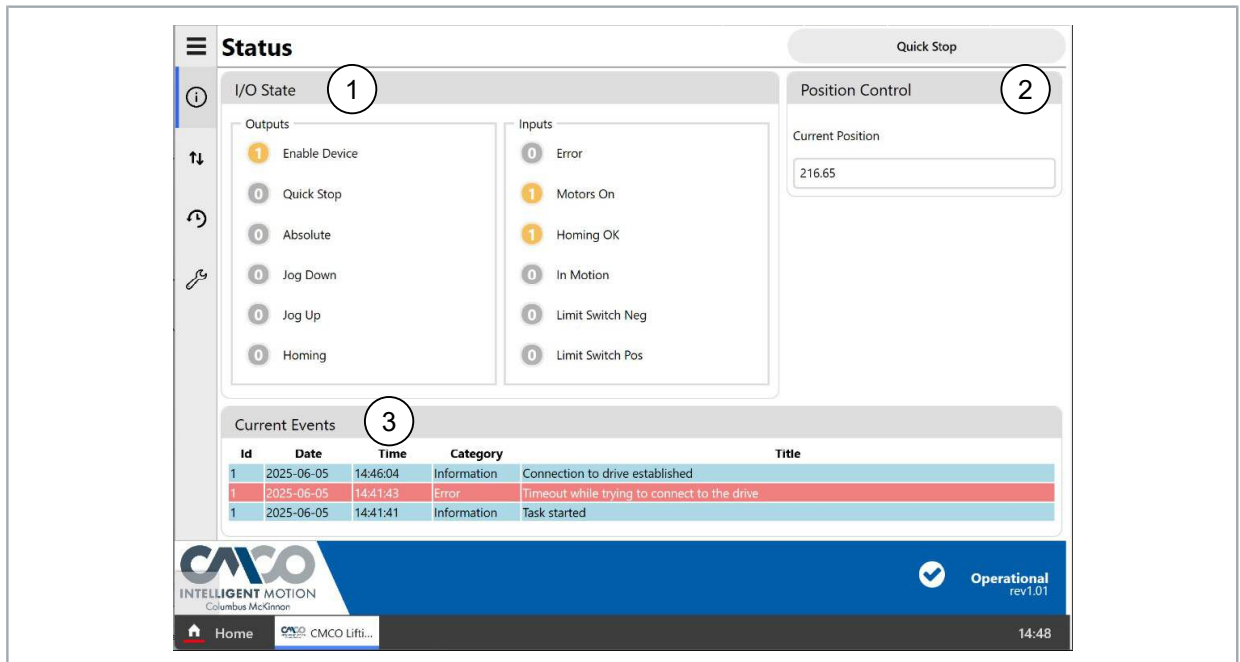 Status
Quick Stop
I/O State
1
Position Control
2
Outputs
1 Enable Device
0 Quick Stop
0 Absolute
0 Jog Down
0 Jog Up
0 Homing
Inputs
0 Error
1 Motors On
1 Homing OK
0 In Motion
0 Limit Switch Neg
0 Limit Switch Pos
Current Position
216.65
Current Events
3
Id Date Time Category Title
1 2025-06-05 14:46:04 Information Connection to drive established
1 2025-06-05 14:41:43 Error Timeout while trying to connect to the drive
1 2025-06-05 14:41:41 Information Task started
CMCO
INTELLIGENT MOTION
Columbus McKinnon
Operational
rev1.01
Home
CMCO Lifti...
14:48